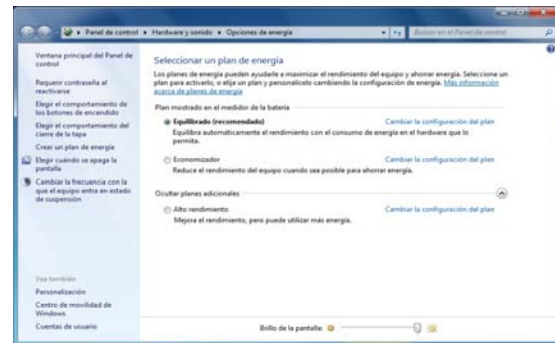 Panel de control ▸ Hardware y sonido ▸ Opciones de energía
Buscar en el Panel de control
Ventana principal del Panel de
control
Requerir contraseña al
reactivarse
Elegir el comportamiento de
los botones de encendido
Elegir el comportamiento del
cierre de la tapa
Crear un plan de energía
Elegir cuándo se apaga la
pantalla
Cambiar la frecuencia con la
que el equipo entra en estado
de suspensión
Vea también
Personalización
Centro de movilidad de
Windows
Cuentas de usuario
Seleccionar un plan de energía
Los planes de energía pueden ayudarle a maximizar el rendimiento del equipo y ahorrar energía. Seleccione un
plan para activarlo, o elija un plan y personalícelo cambiando la configuración de energía. Más información
acerca de planes de energía
Plan mostrado en el medidor de la batería
Equilibrado (recomendado) Cambiar la configuración del plan
Equilibra automáticamente el rendimiento con el consumo de energía en el hardware que lo
permita.
Economizador Cambiar la configuración del plan
Reduce el rendimiento del equipo cuando sea posible para ahorrar energía.
Ocultar planes adicionales
Alto rendimiento Cambiar la configuración del plan
Mejora el rendimiento, pero puede utilizar más energía.
Brillo de la pantalla: